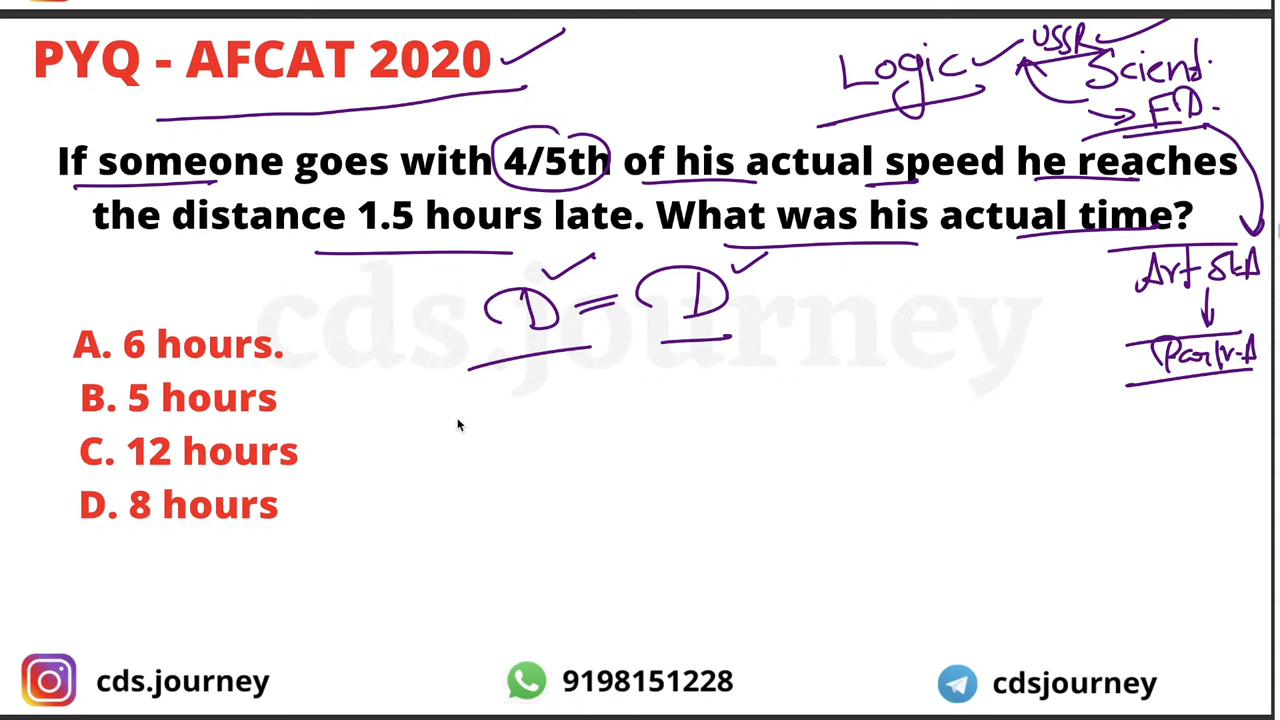 PYQ - AFCAT 2020
Logic
USSR
Scient.
→ FD.
If someone goes with 4/5th of his actual speed he reaches
the distance 1.5 hours late. What was his actual time?
D = D
A. 6 hours.
B. 5 hours
C. 12 hours
D. 8 hours
cds.journey
cds.journey
9198151228
cdsjourney